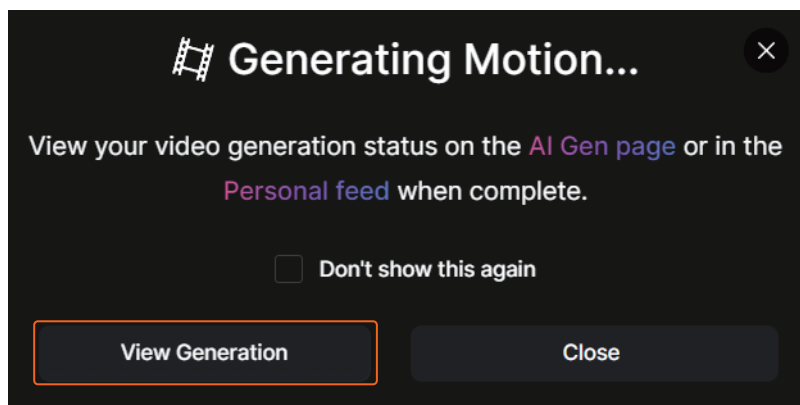 Generating Motion...
View your video generation status on the AI Gen page or in the
Personal feed when complete.
Don't show this again
View Generation
Close